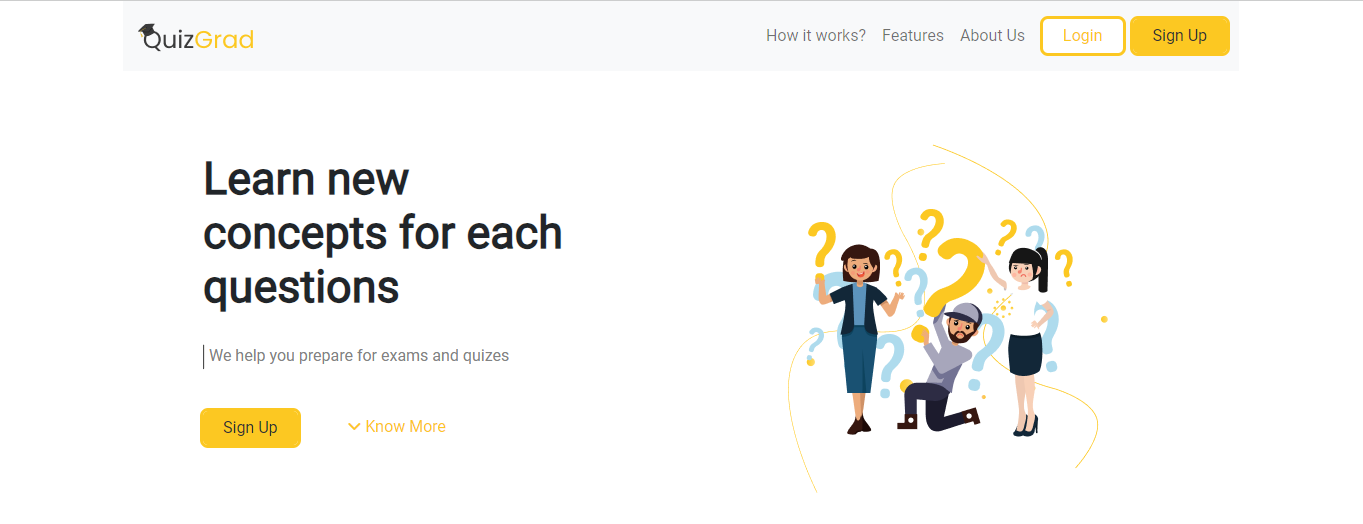 QuizGrad
How it works? Features About Us Login Sign Up
Learn new
concepts for each
questions
We help you prepare for exams and quizes
Sign Up Know More